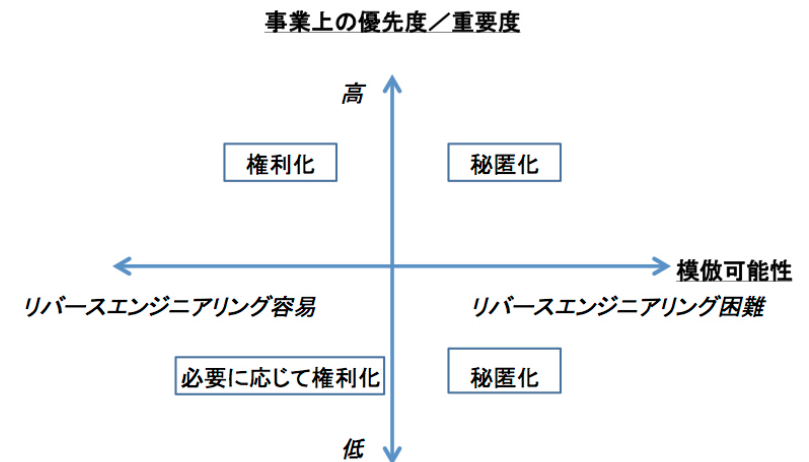 事業上の優先度／重要度
高
権利化
秘匿化
模倣可能性
リバースエンジニアリング容易
リバースエンジニアリング困難
必要に応じて権利化
秘匿化
低